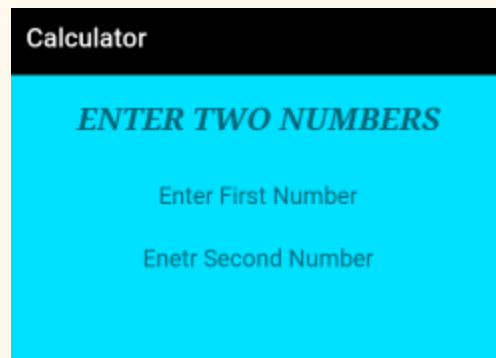 Calculator
ENTER TWO NUMBERS
Enter First Number
Enetr Second Number